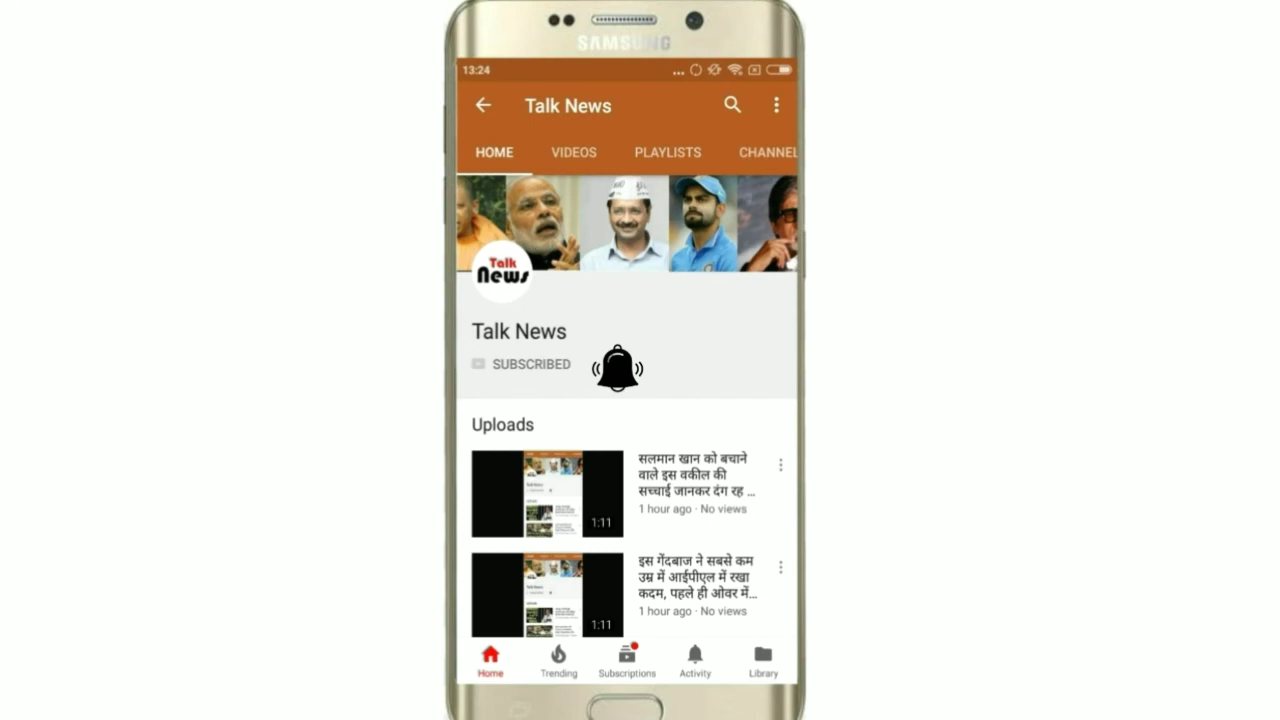 SAMSUNG
13:24
Talk News
HOME VIDEOS PLAYLISTS CHANNEL
Talk
News
Talk News
SUBSCRIBED
Uploads
सलमान खान को बचाने
वाले इस वकील की
सच्चाई जानकर दंग रह ...
1 hour ago · No views
1:11
इस गेंदबाज ने सबसे कम
उम्र में आईपीएल में रखा
कदम, पहले ही ओवर में...
1 hour ago · No views
1:11
Home Trending Subscriptions Activity Library